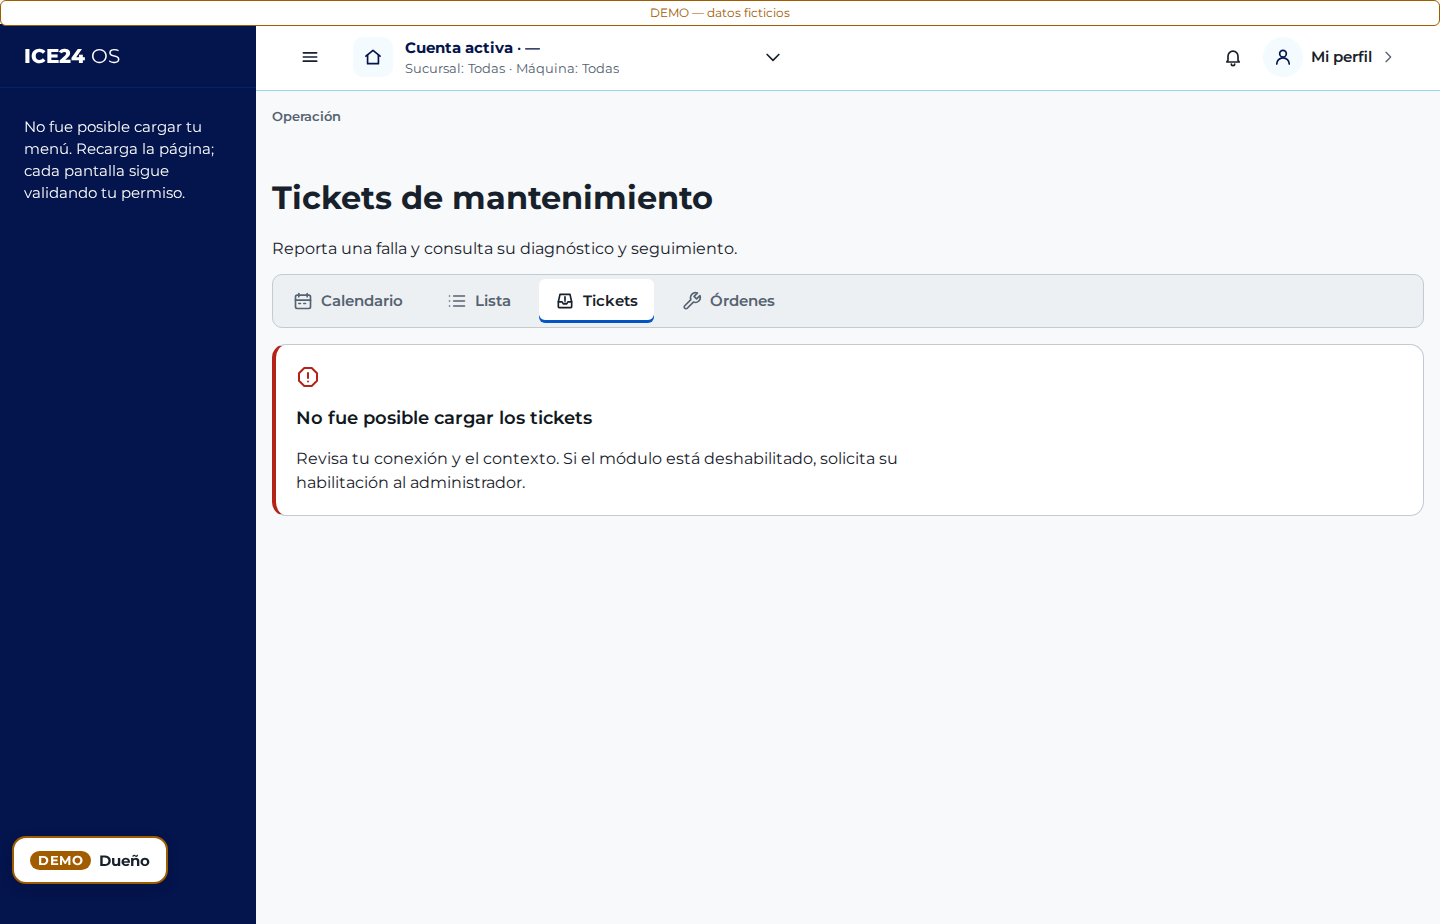 DEMO — datos ficticios
ICE24 OS
Cuenta activa · —
Sucursal: Todas · Máquina: Todas
Mi perfil
No fue posible cargar tu
menú. Recarga la página;
cada pantalla sigue
validando tu permiso.
Operación
Tickets de mantenimiento
Reporta una falla y consulta su diagnóstico y seguimiento.
Calendario
Lista
Tickets
Órdenes
No fue posible cargar los tickets
Revisa tu conexión y el contexto. Si el módulo está deshabilitado, solicita su
habilitación al administrador.
DEMO Dueño